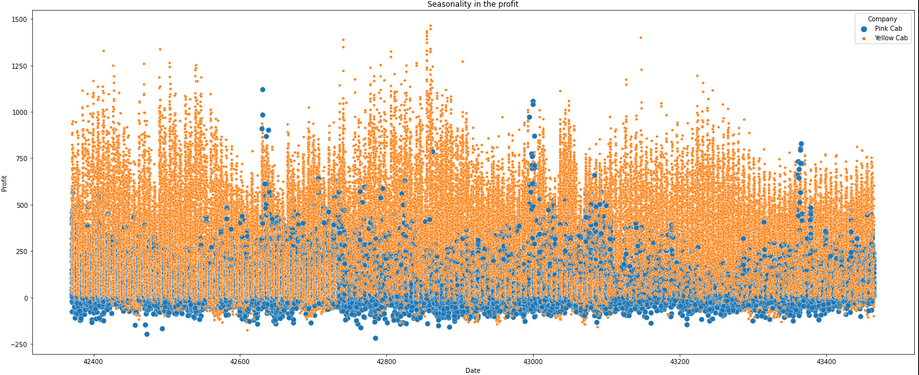 Seasonality in the profit
Company
Pink Cab
Yellow Cab
Profit
1500
1250
1000
750
500
250
0
−250
42400
42600
42800
43000
43200
43400
Date